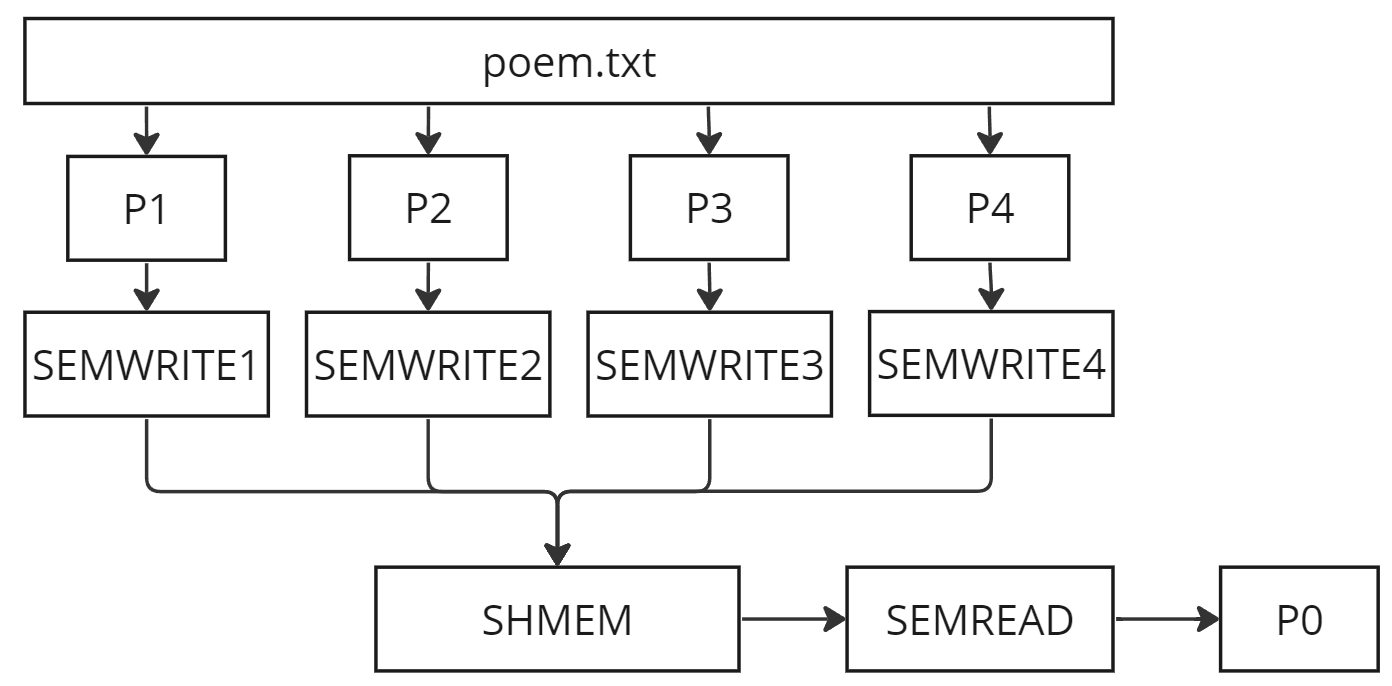 poem.txt
P1
P2
P3
P4
SEMWRITE1
SEMWRITE2
SEMWRITE3
SEMWRITE4
SHMEM
SEMREAD
P0